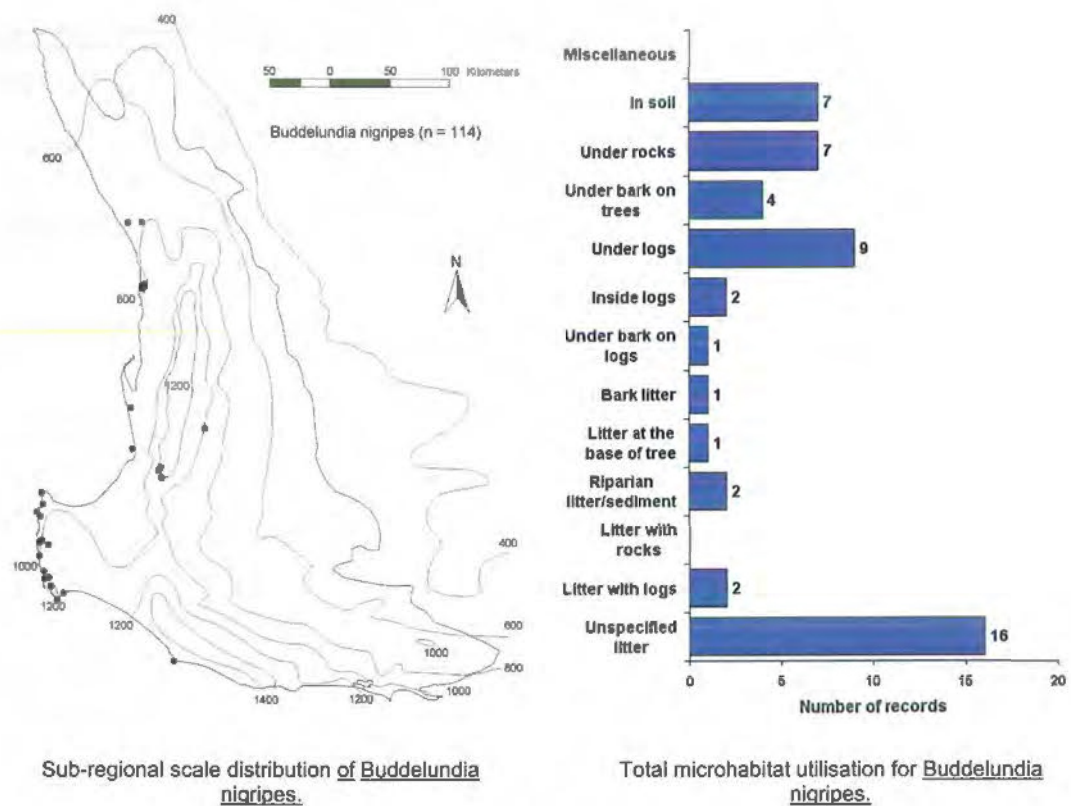 400
50 0 50 100 Kilometers
Buddelundia nigripes (n = 114)
600
N
800
1200
1000
1200
1200
400
600
1000
800
1000
1400
1200
Sub-regional scale distribution of Buddelundia
nigripes.
Miscellaneous
In soil
7
Under rocks
7
Under bark on
trees
4
Under logs
9
Inside logs
2
Under bark on
logs
1
Bark litter
1
Litter at the
base of tree
1
Riparian
litter/sediment
2
Litter with
rocks
Litter with logs
2
Unspecified
litter
16
0 5 10 15 20
Number of records
Total microhabitat utilisation for Buddelundia
nigripes.